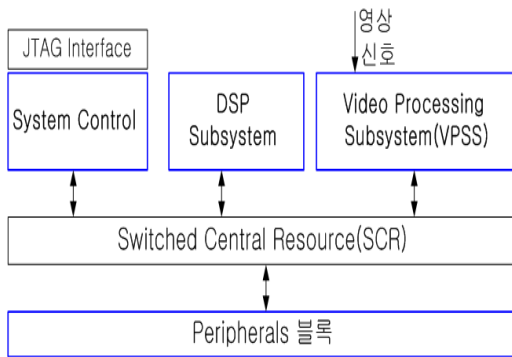 영상
신호
JTAG Interface
System Control
DSP
Subsystem
Video Processing
Subsystem(VPSS)
Switched Central Resource(SCR)
Peripherals 블록